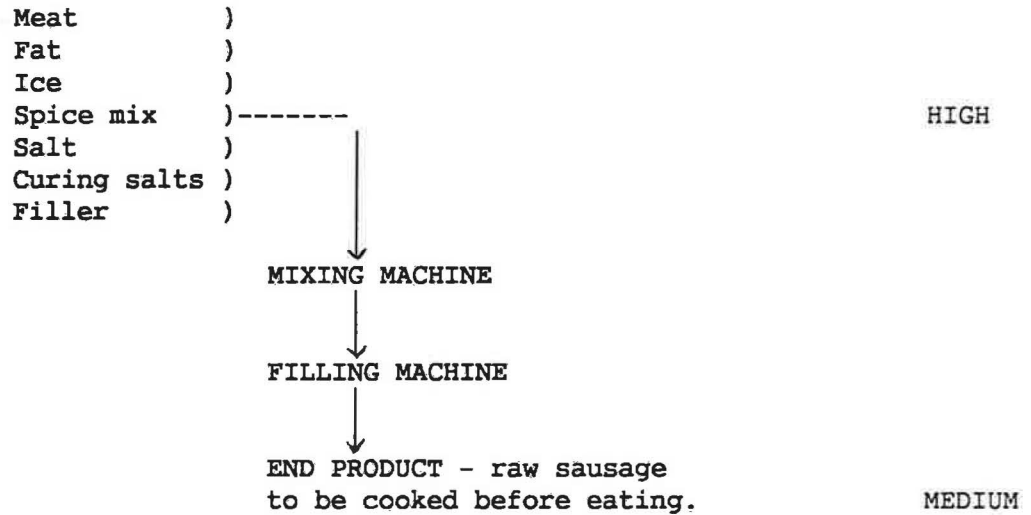 Meat )
Fat )
Ice )
Spice mix )------- HIGH
Salt )
Curing salts )
Filler )
MIXING MACHINE
FILLING MACHINE
END PRODUCT - raw sausage
to be cooked before eating. MEDIUM